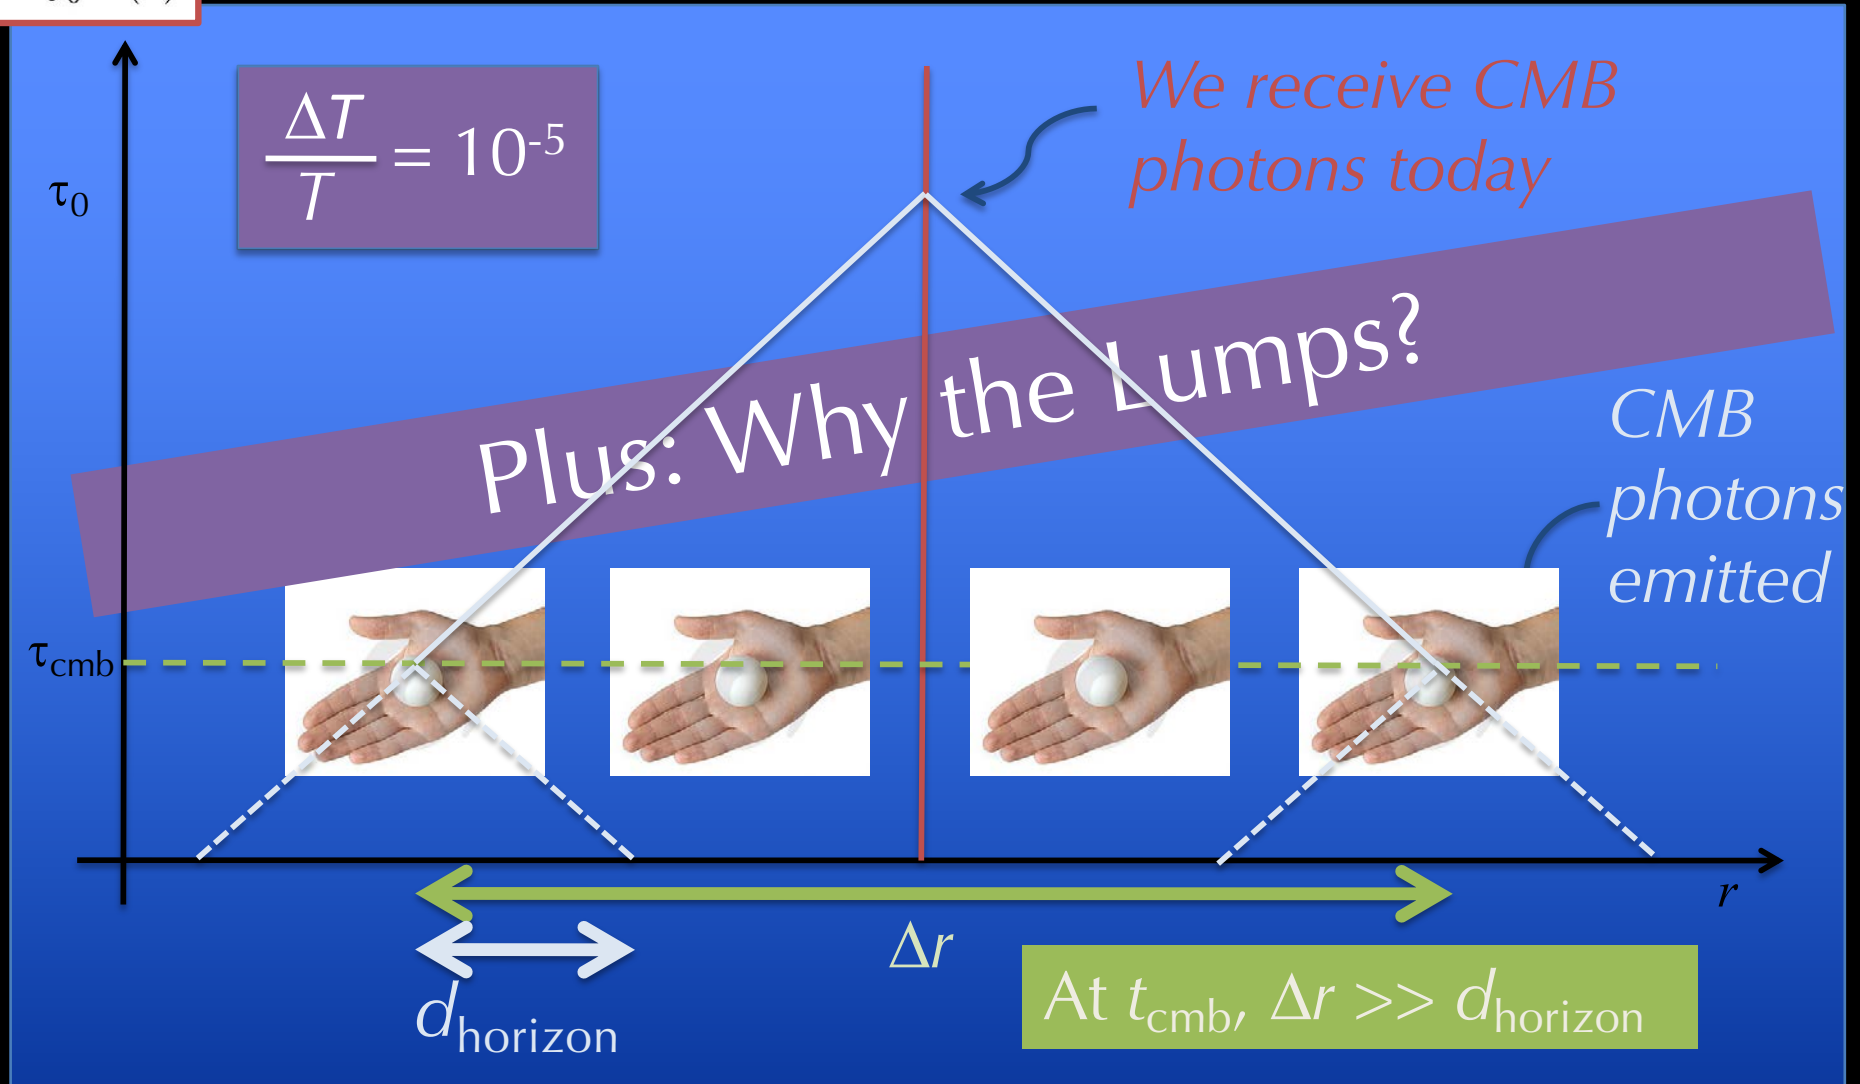 ΔT
T
= 10-5
We receive CMB
photons today
τ0
Plus: Why the Lumps?
CMB
photons
emitted
τcmb
r
Δr
dhorizon
At tcmb, Δr >> dhorizon